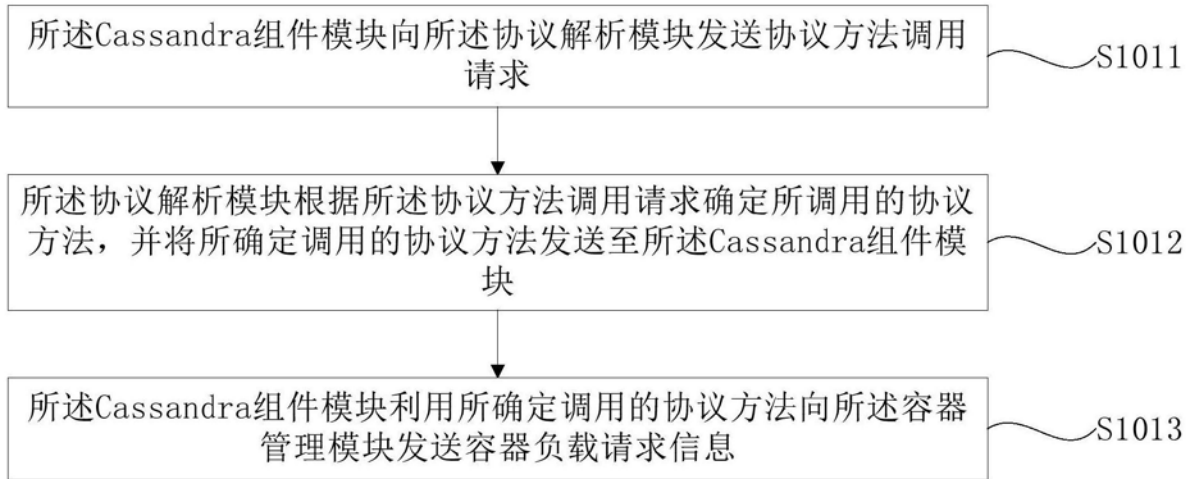 所述Cassandra组件模块向所述协议解析模块发送协议方法调用
请求
S1011
所述协议解析模块根据所述协议方法调用请求确定所调用的协议
方法，并将所确定调用的协议方法发送至所述Cassandra组件模
块
S1012
所述Cassandra组件模块利用所确定调用的协议方法向所述容器
管理模块发送容器负载请求信息
S1013